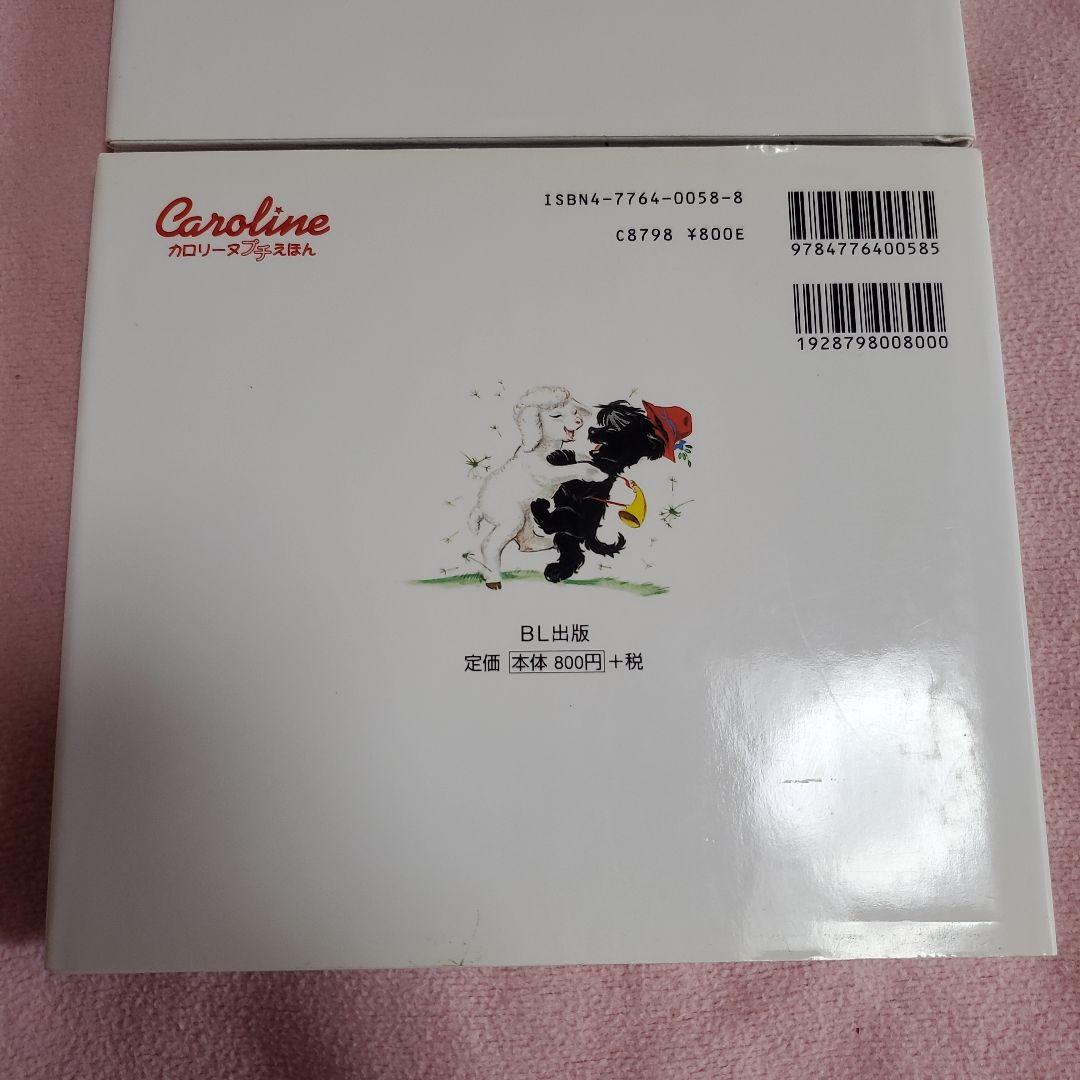 Caroline
カロリーヌプチえほん
ISBN4-7764-0058-8
C8798 ¥800E
9784776400585
1928798008000
BL出版
定価 本体 800円 +税